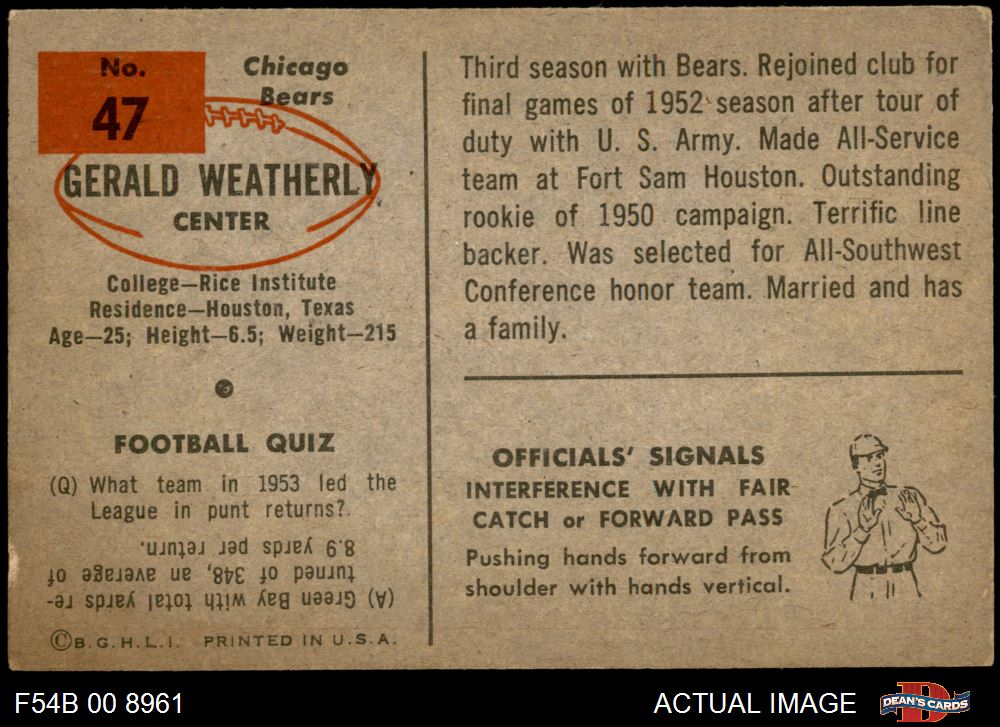 No.
47
Chicago
Bears
GERALD WEATHERLY
CENTER
College—Rice Institute
Residence—Houston, Texas
Age—25; Height—6.5; Weight—215
FOOTBALL QUIZ
(Q) What team in 1953 led the
League in punt returns?
(A) Green Bay with total yards re-
turned of 348, an average of
8.9 yards per return.
©B.G.H.L.I. PRINTED IN U.S.A.
Third season with Bears. Rejoined club for
final games of 1952 season after tour of
duty with U. S. Army. Made All-Service
team at Fort Sam Houston. Outstanding
rookie of 1950 campaign. Terrific line
backer. Was selected for All-Southwest
Conference honor team. Married and has
a family.
OFFICIALS' SIGNALS
INTERFERENCE WITH FAIR
CATCH or FORWARD PASS
Pushing hands forward from
shoulder with hands vertical.
F54B 00 8961
ACTUAL IMAGE
D
DEAN'S CARDS